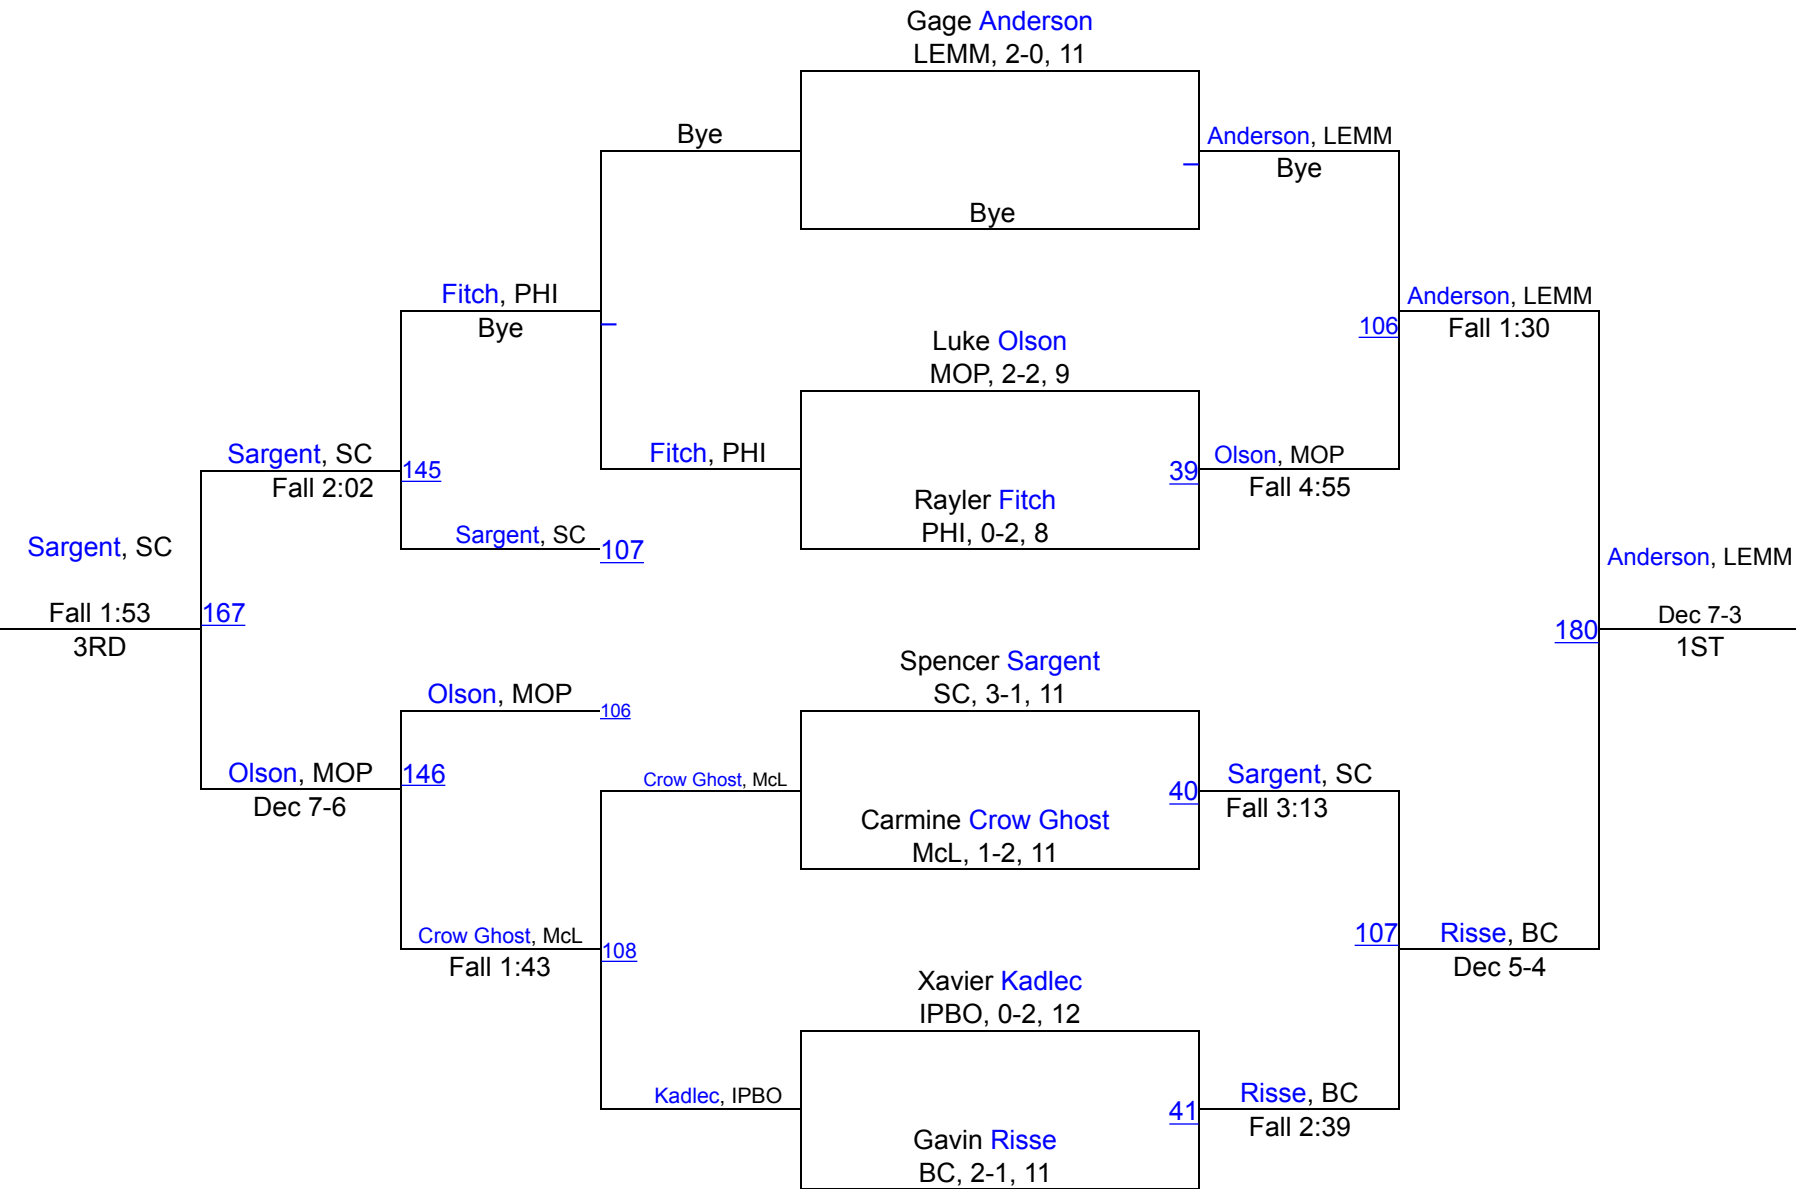 Gage Anderson
LEMM, 2-0, 11
Bye
Anderson, LEMM
Bye
Bye
Fitch, PHI
Bye
Anderson, LEMM
106
Fall 1:30
Luke Olson
MOP, 2-2, 9
Sargent, SC
145
Fall 2:02
Fitch, PHI
39
Olson, MOP
Fall 4:55
Rayler Fitch
PHI, 0-2, 8
Sargent, SC
107
Sargent, SC
Anderson, LEMM
Fall 1:53
167
3RD
180
Dec 7-3
1ST
Spencer Sargent
SC, 3-1, 11
Olson, MOP
106
Olson, MOP
146
Dec 7-6
Crow Ghost, McL
40
Sargent, SC
Fall 3:13
Carmine Crow Ghost
McL, 1-2, 11
Crow Ghost, McL
108
Fall 1:43
107
Risse, BC
Dec 5-4
Xavier Kadlec
IPBO, 0-2, 12
Kadlec, IPBO
41
Risse, BC
Fall 2:39
Gavin Risse
BC, 2-1, 11